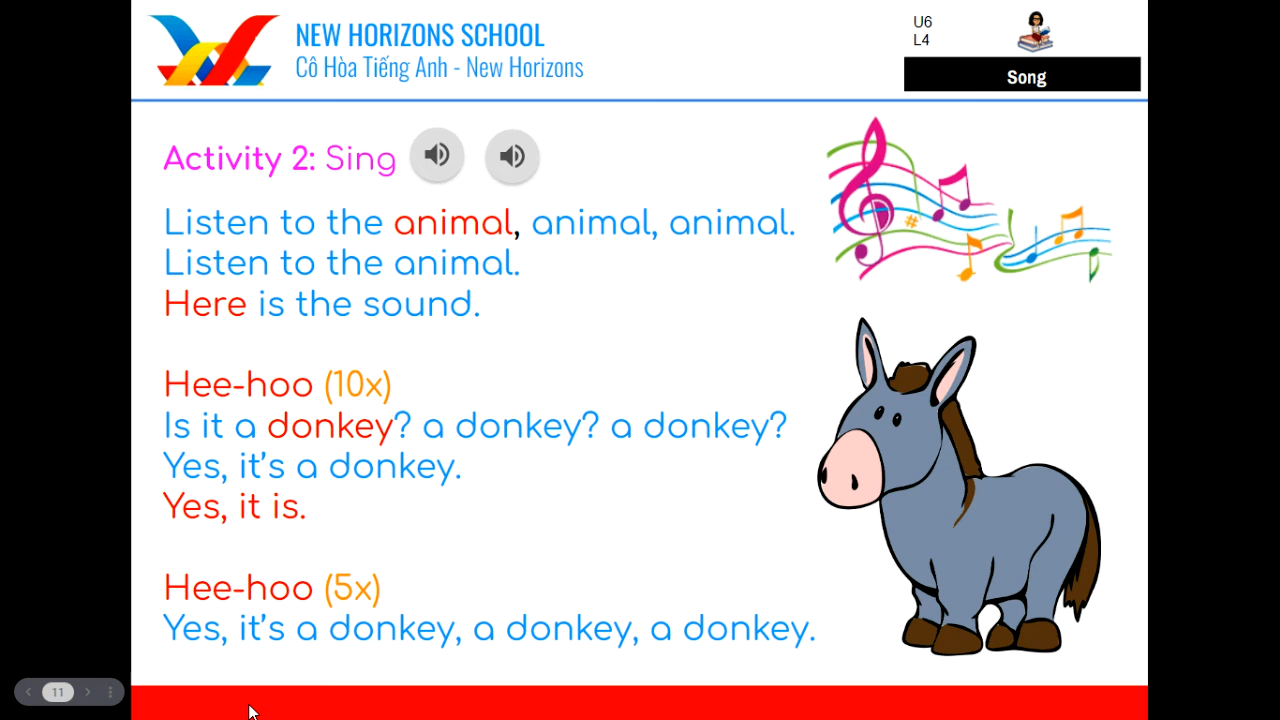 NEW HORIZONS SCHOOL
Cô Hòa Tiếng Anh - New Horizons
U6
L4
Song
Activity 2: Sing
Listen to the animal, animal, animal.
Listen to the animal.
Here is the sound.
Hee-hoo (10x)
Is it a donkey? a donkey? a donkey?
Yes, it’s a donkey.
Yes, it is.
Hee-hoo (5x)
Yes, it’s a donkey, a donkey, a donkey.
11